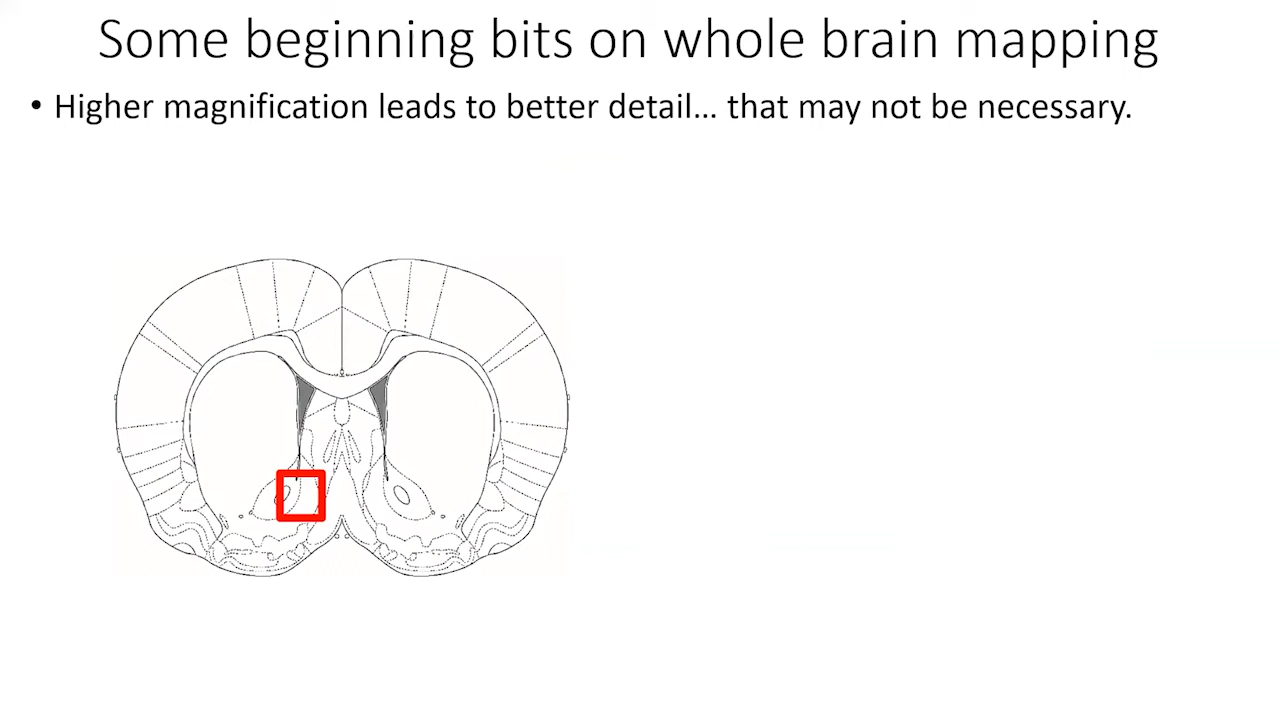 Some beginning bits on whole brain mapping
• Higher magnification leads to better detail... that may not be necessary.